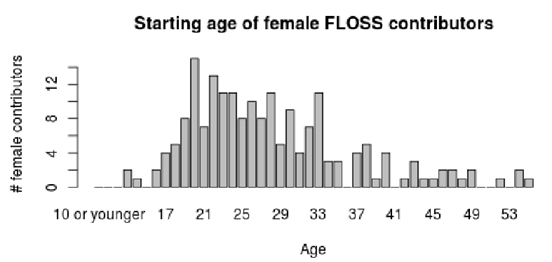 Starting age of female FLOSS contributors
# female contributors
12
8
4
0
10 or younger 17 21 25 29 33 37 41 45 49 53
Age